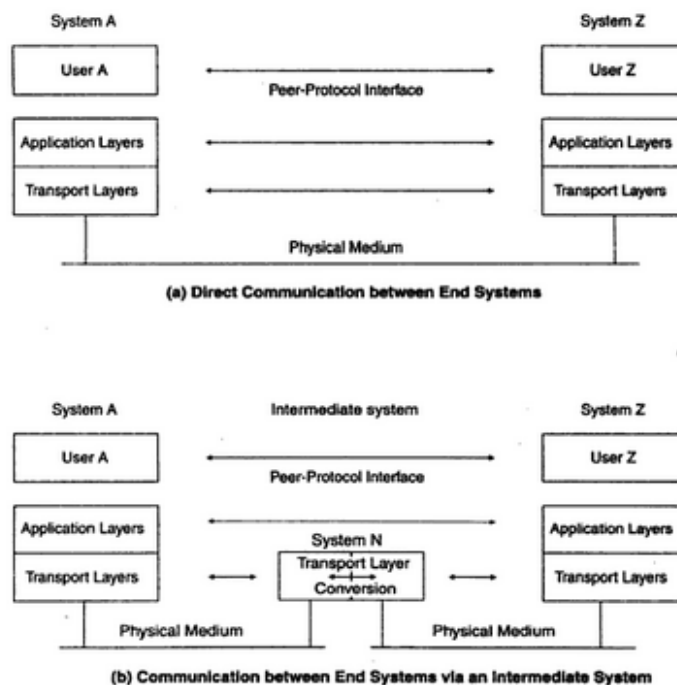 System A System Z
User A User Z
Peer-Protocol Interface
Application Layers Application Layers
Transport Layers Transport Layers
Physical Medium
(a) Direct Communication between End Systems
System A Intermediate system System Z
User A User Z
Peer-Protocol Interface
Application Layers Application Layers
System N
Transport Layers Transport Layer Transport Layers
Conversion
Physical Medium Physical Medium
(b) Communication between End Systems via an Intermediate System